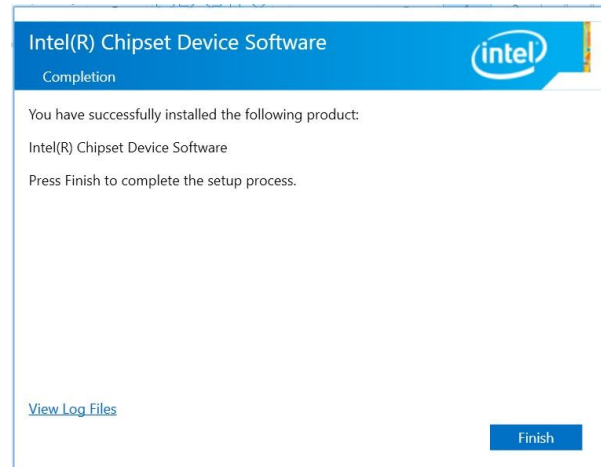 Intel(R) Chipset Device Software
intel
Completion
You have successfully installed the following product:
Intel(R) Chipset Device Software
Press Finish to complete the setup process.
View Log Files
Finish